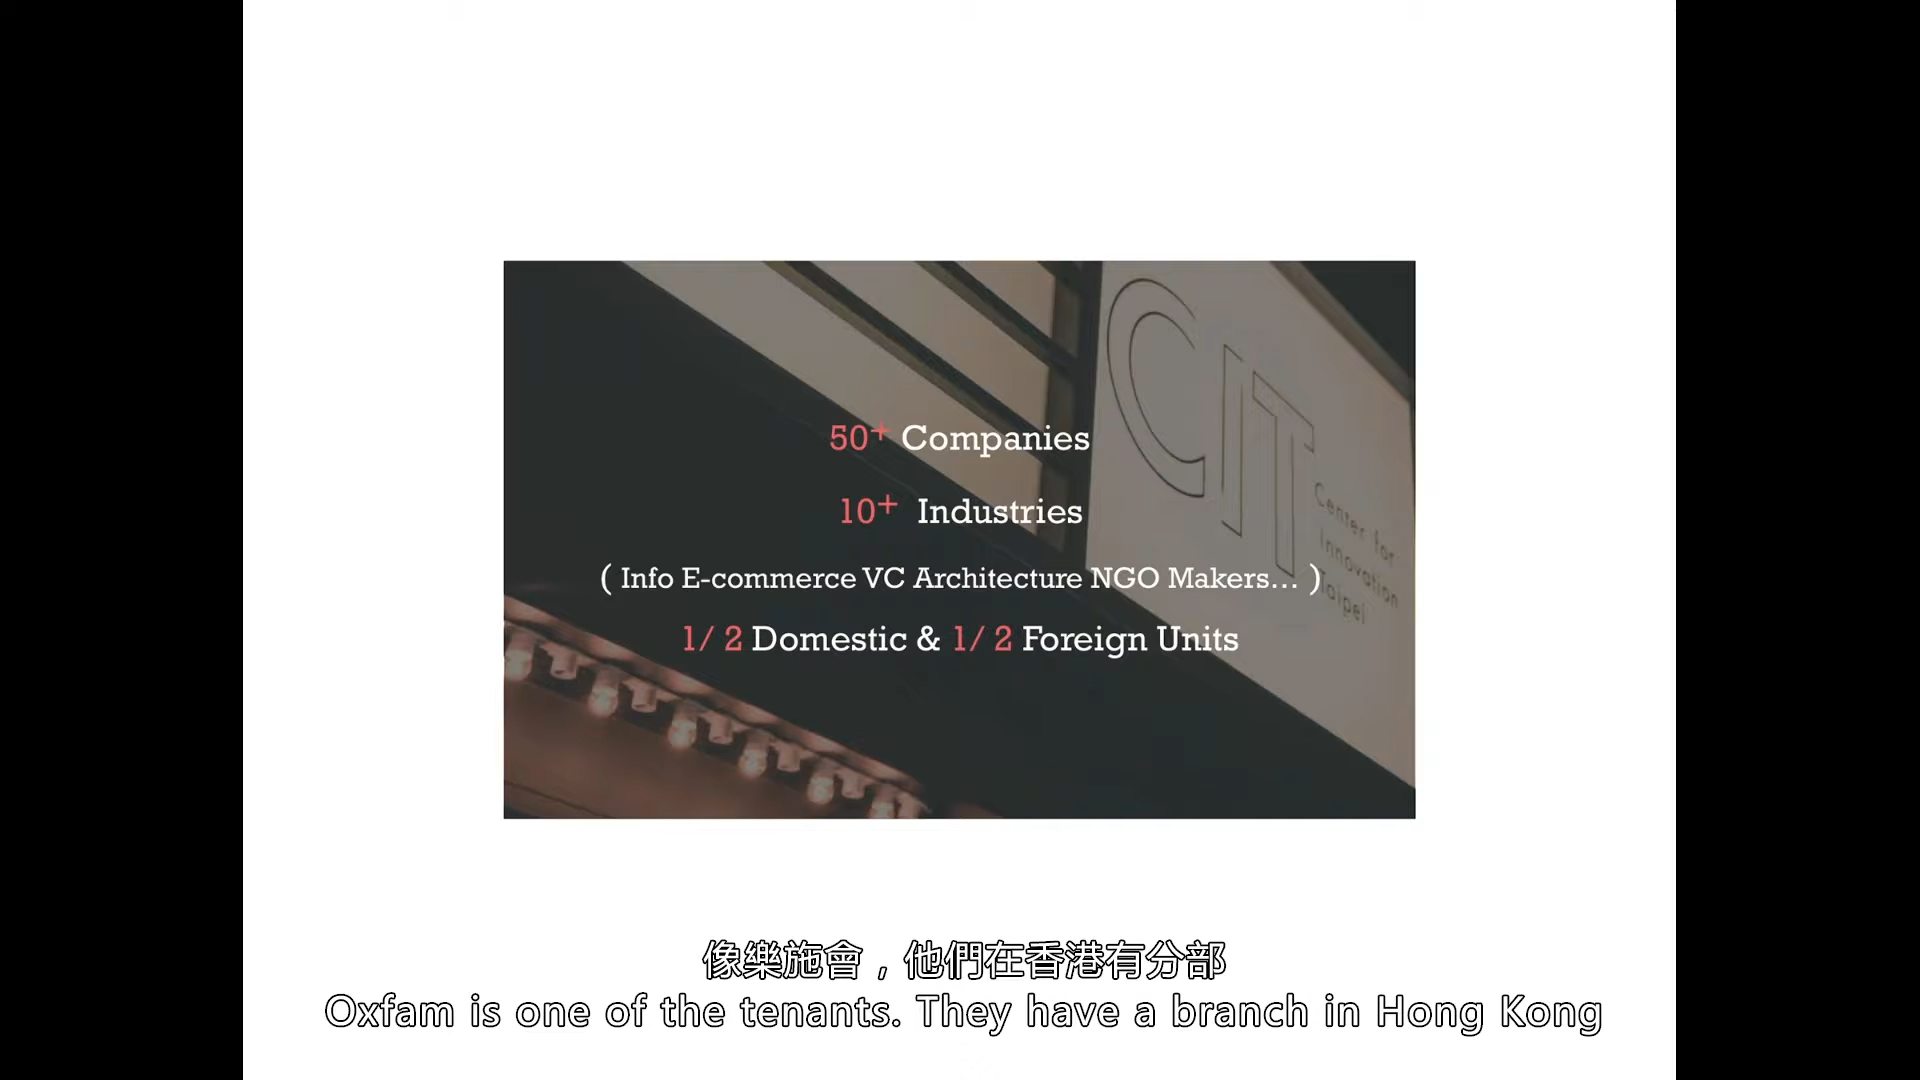 50+ Companies
10+ Industries
( Info E-commerce VC Architecture NGO Makers... )
1/ 2 Domestic & 1/ 2 Foreign Units
CIT
Center for
Innovation
Taipei
像樂施會，他們在香港有分部
Oxfam is one of the tenants. They have a branch in Hong Kong